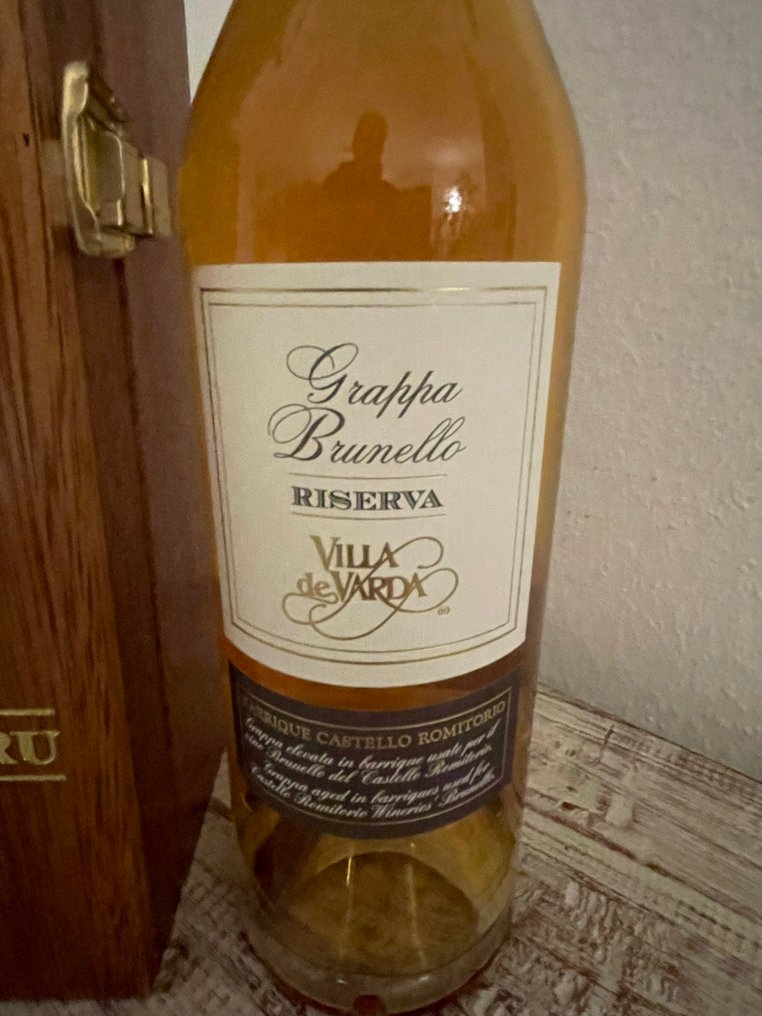 Grappa
Brunello
RISERVA
VILLA
de VARDA
BARRIQUE CASTELLO ROMITORIO
Grappa elevata in barrique usate per il
vino Brunello del Castello Romitorio.
Grappa aged in barriques used for
Castello Romitorio Wineries' Brunello.
RU